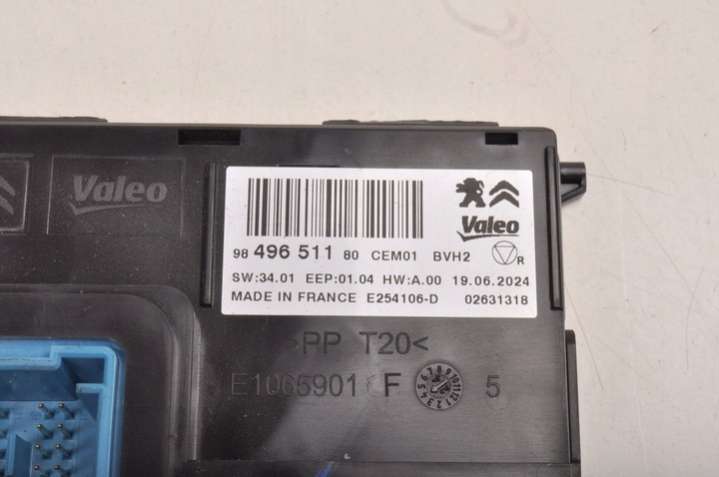 Valeo
Valeo
98 496 511 80 CEM01 BVH2
R
SW:34.01 EEP:01.04 HW:A.00 19.06.2024
MADE IN FRANCE E254106-D 02631318
>PP T20<
E1065901 F 5